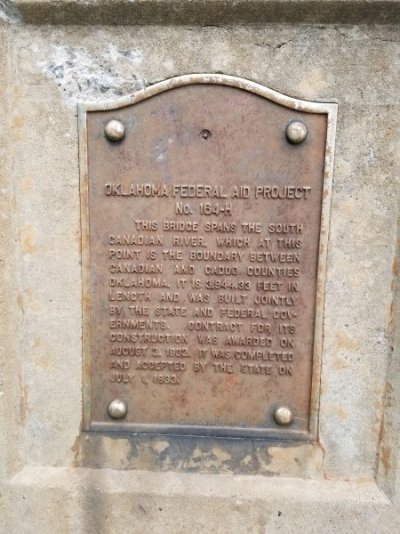 OKLAHOMA FEDERAL AID PROJECT
No. 164-H
THIS BRIDGE SPANS THE SOUTH
CANADIAN RIVER, WHICH AT THIS
POINT IS THE BOUNDARY BETWEEN
CANADIAN AND CADDO COUNTIES
OKLAHOMA. IT IS 3,944.33 FEET IN
LENGTH AND WAS BUILT JOINTLY
BY THE STATE AND FEDERAL GOV-
ERNMENTS. CONTRACT FOR ITS
CONSTRUCTION WAS AWARDED ON
AUGUST 2, 1932. IT WAS COMPLETED
AND ACCEPTED BY THE STATE ON
JULY 1, 1933.